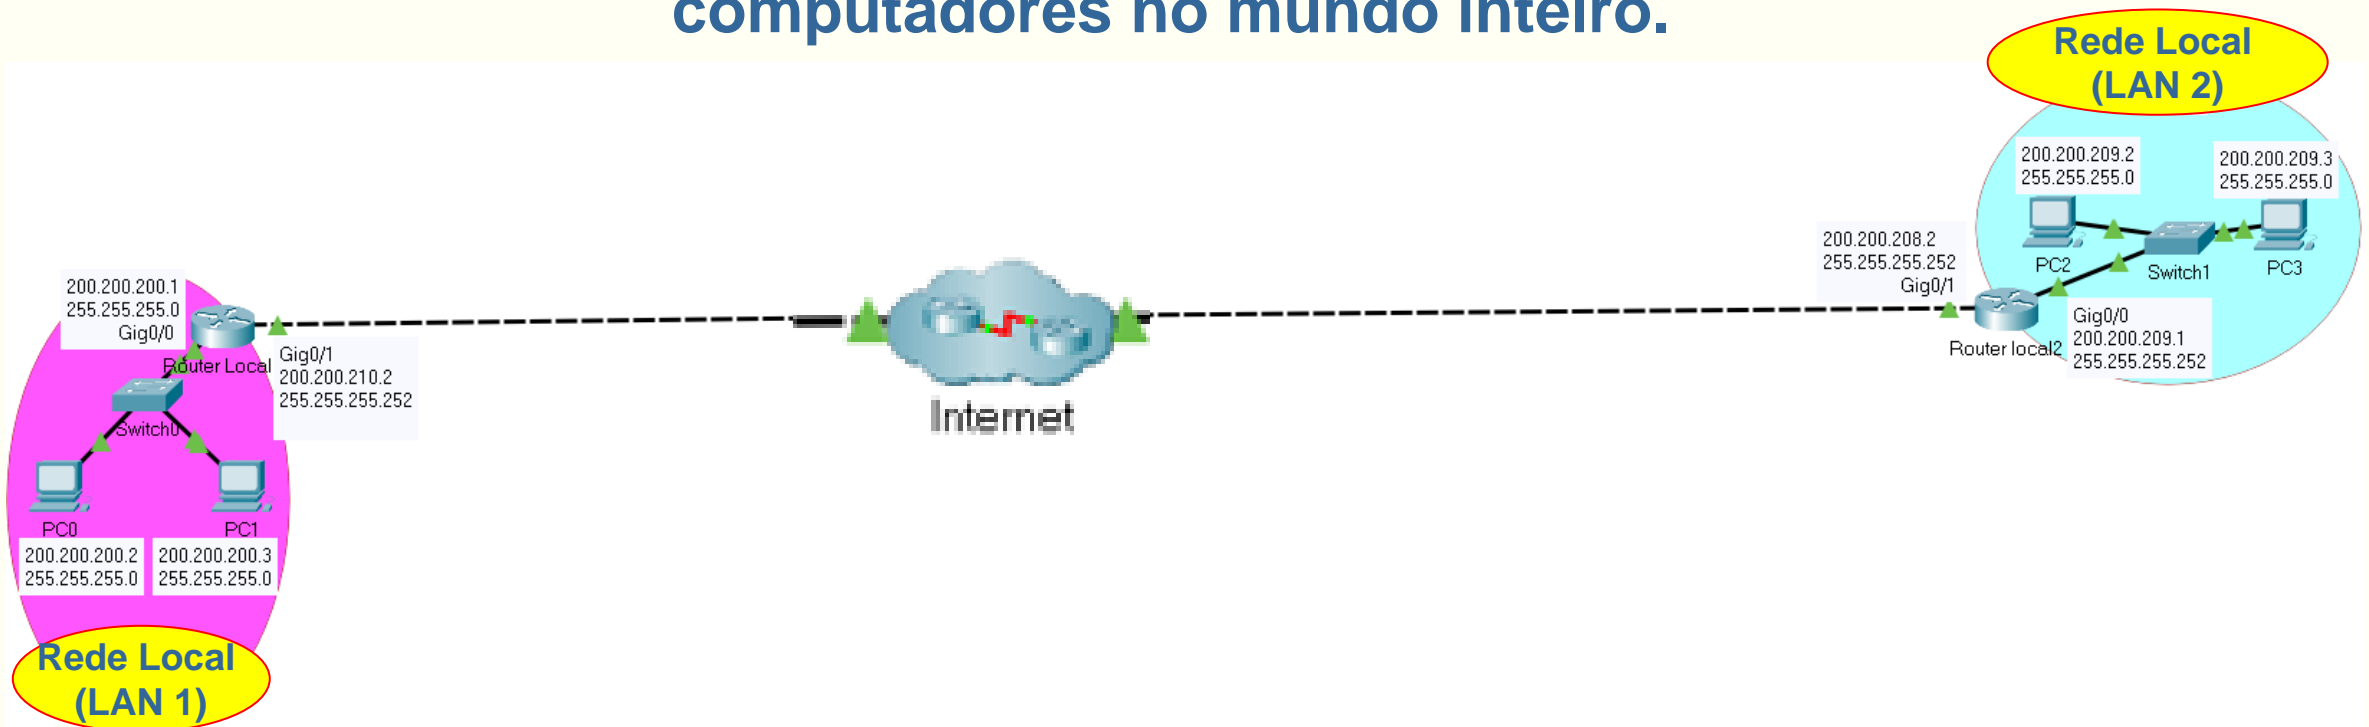 computadores no mundo inteiro.
Rede Local
(LAN 2)
200.200.209.2
255.255.255.0
200.200.209.3
255.255.255.0
PC2
Switch1
PC3
200.200.208.2
255.255.255.252
Gig0/1
Router local2
Gig0/0
200.200.209.1
255.255.255.252
Internet
200.200.200.1
255.255.255.0
Gig0/0
Router Local
Gig0/1
200.200.210.2
255.255.255.252
Switch0
PC0
PC1
200.200.200.2
255.255.255.0
200.200.200.3
255.255.255.0
Rede Local
(LAN 1)